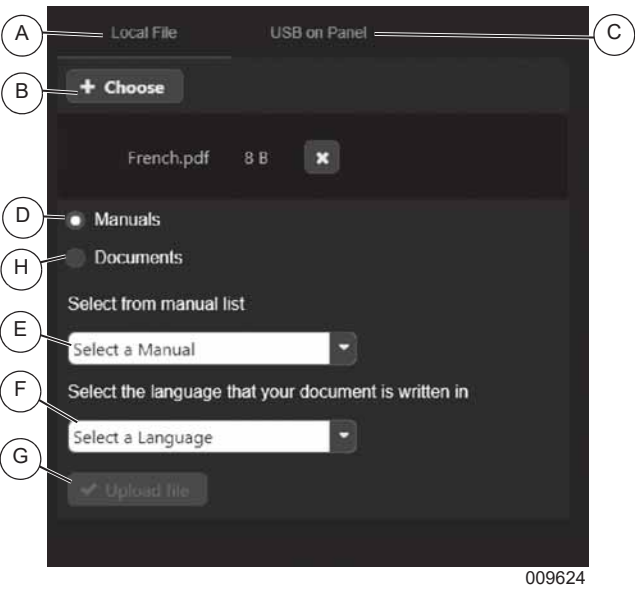 A
Local File
USB on Panel
C
B
+ Choose
French.pdf 8 B ×
D
Manuals
H
Documents
Select from manual list
E
Select a Manual
Select the language that your document is written in
F
Select a Language
G
✔ Upload file
009624